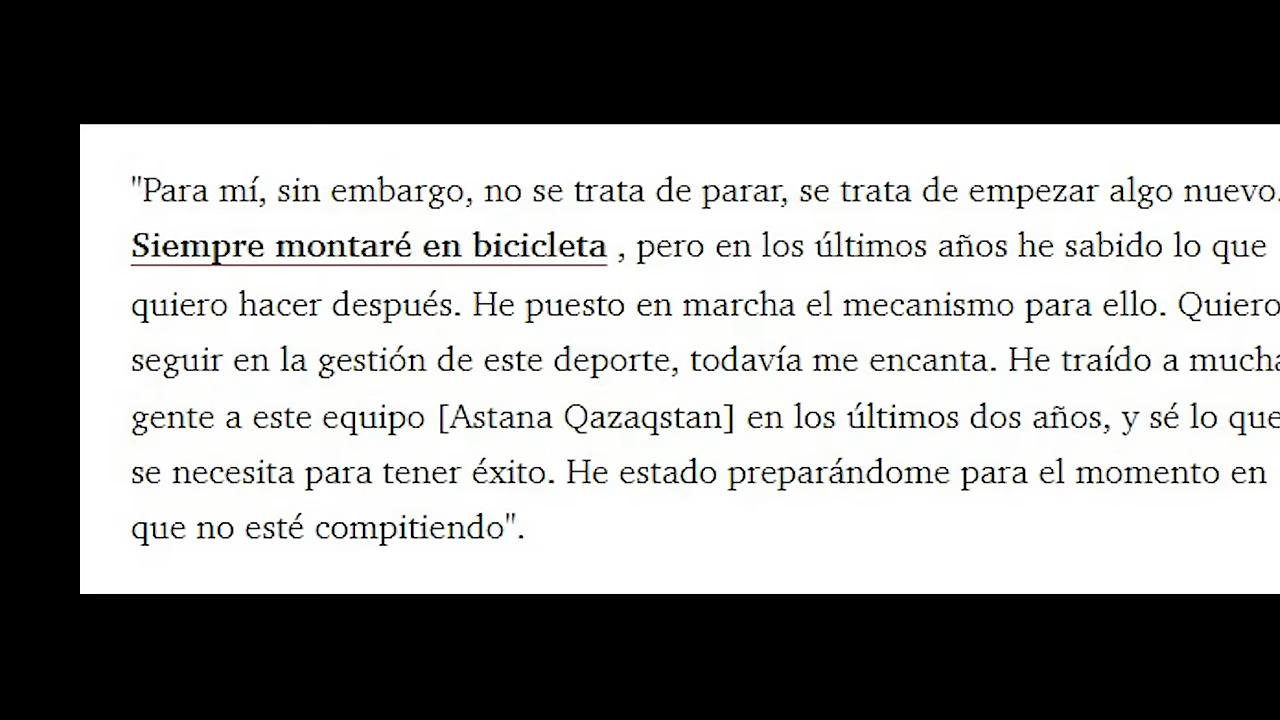 "Para mí, sin embargo, no se trata de parar, se trata de empezar algo nuevo.
Siempre montaré en bicicleta , pero en los últimos años he sabido lo que
quiero hacer después. He puesto en marcha el mecanismo para ello. Quiero
seguir en la gestión de este deporte, todavía me encanta. He traído a mucha
gente a este equipo [Astana Qazaqstan] en los últimos dos años, y sé lo que
se necesita para tener éxito. He estado preparándome para el momento en
que no esté compitiendo".